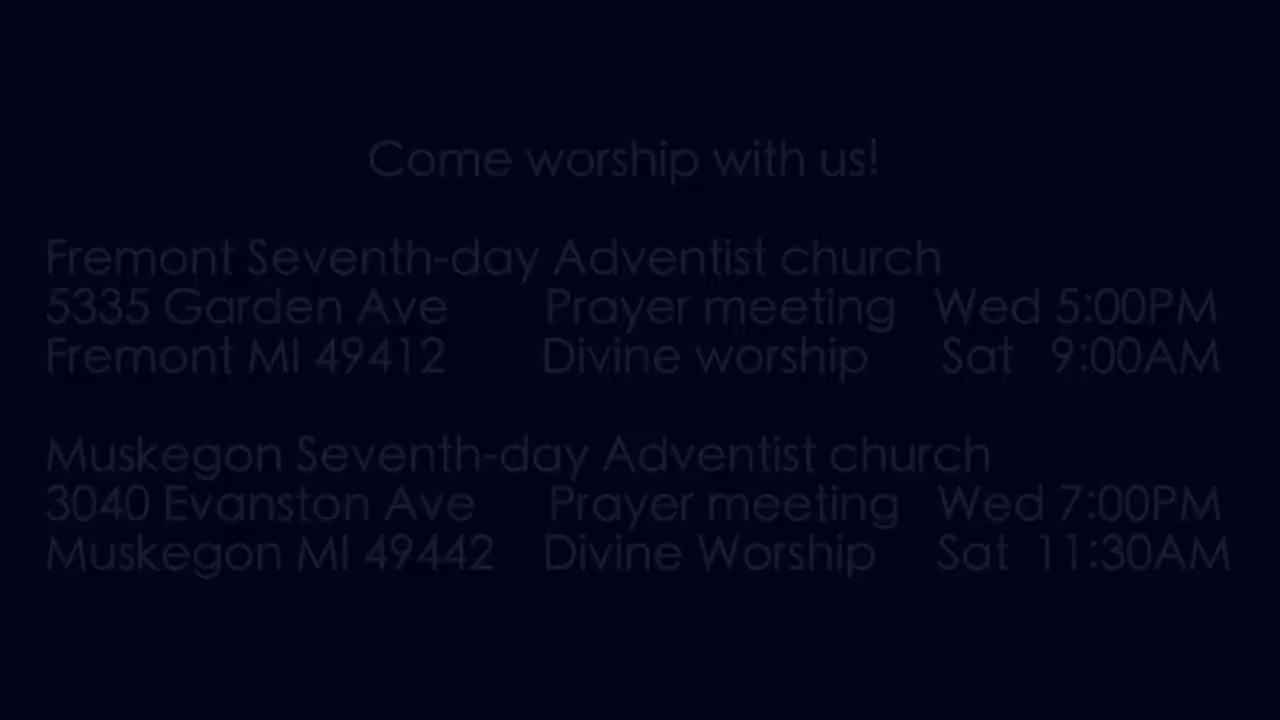 Come worship with us!
Fremont Seventh-day Adventist church
5335 Garden Ave Prayer meeting Wed 5:00PM
Fremont MI 49412 Divine worship Sat 9:00AM
Muskegon Seventh-day Adventist church
3040 Evanston Ave Prayer meeting Wed 7:00PM
Muskegon MI 49442 Divine Worship Sat 11:30AM